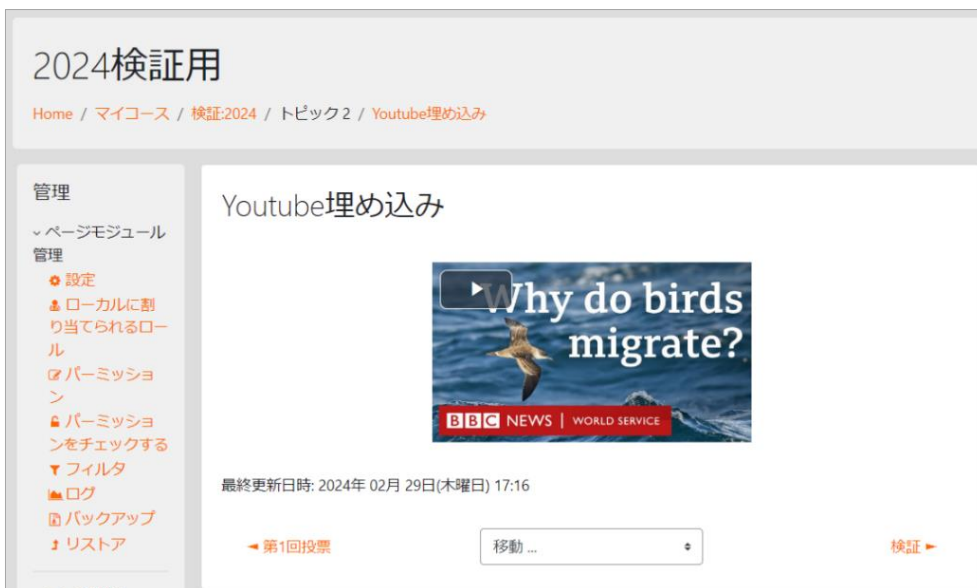 2024検証用
Home / マイコース / 検証:2024 / トピック 2 / Youtube埋め込み
管理
ページモジュール
管理
設定
ローカルに割
り当てられるロー
ル
パーミッショ
ン
パーミッショ
ンをチェックする
フィルタ
ログ
バックアップ
リストア
Youtube埋め込み
Why do birds
migrate?
BBC NEWS | WORLD SERVICE
最終更新日時: 2024年 02月 29日(木曜日) 17:16
◄ 第1回投票
移動 ...
検証 ►